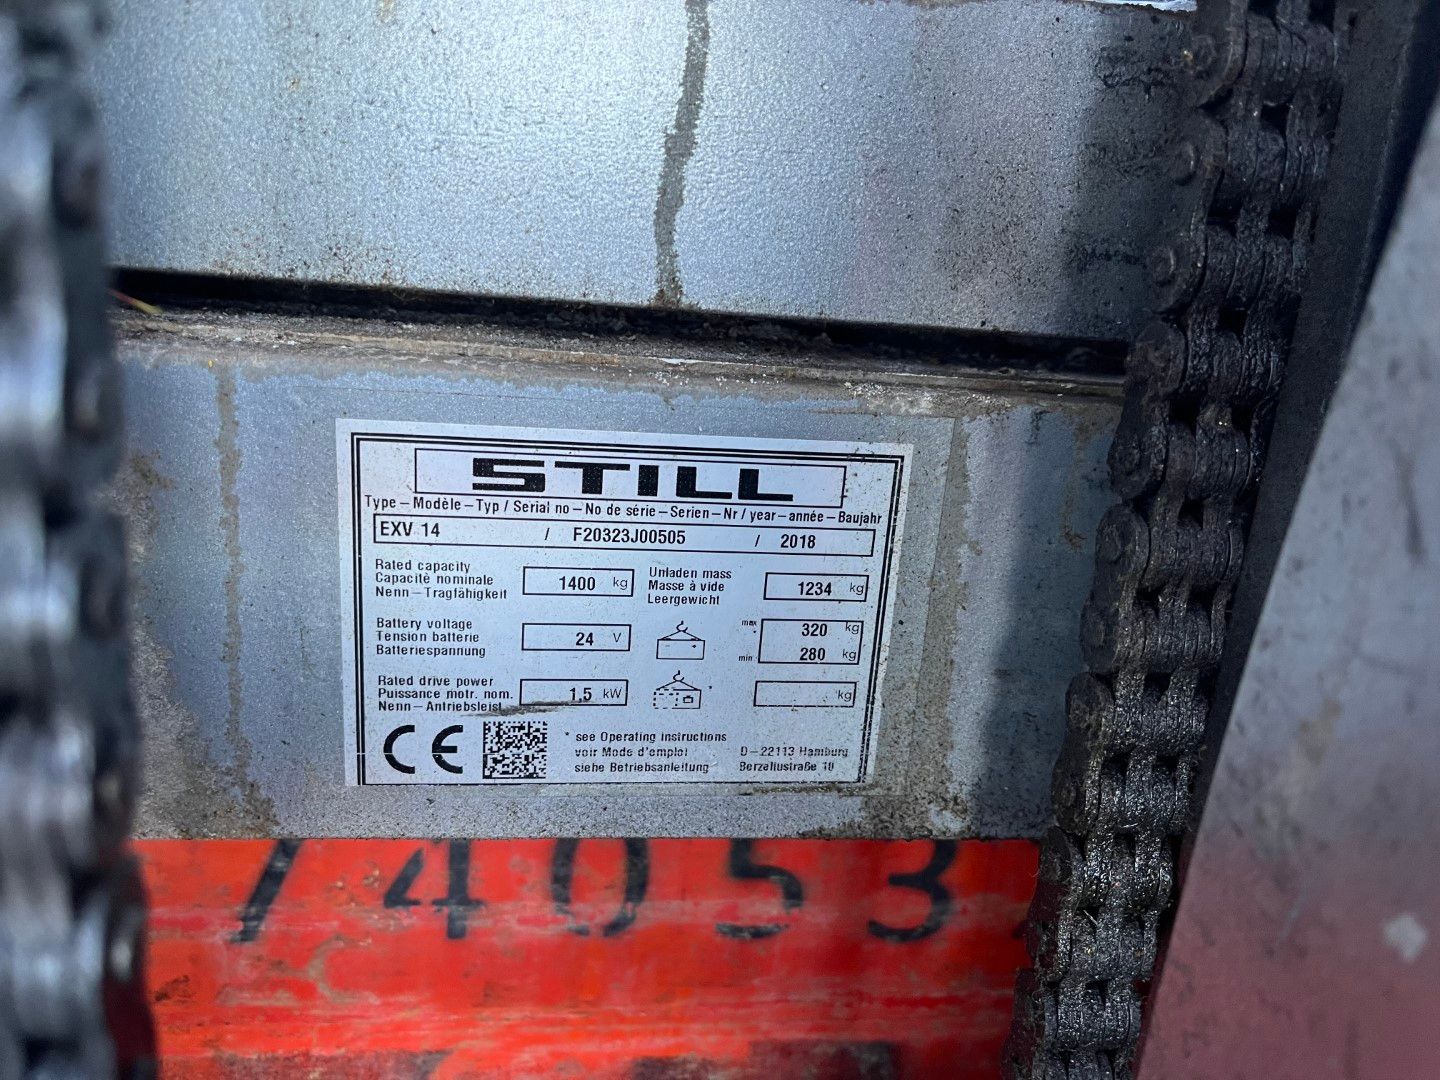 STILL
Type – Modèle – Typ / Serial no – No de série – Serien – Nr / year – année – Baujahr
EXV 14 / F20323J00505 / 2018
Rated capacity
Capacité nominale
Nenn – Tragfähigkeit
1400 kg
Unladen mass
Masse à vide
Leergewicht
1234 kg
Battery voltage
Tension batterie
Batteriespannung
24 V
max 320 kg
min 280 kg
Rated drive power
Puissance motr. nom.
Nenn – Antriebsleist.
1,5 kW
*
kg
CE
* see Operating instructions
voir Mode d'emploi
siehe Betriebsanleitung
D – 22113 Hamburg
Berzeliusstraße 10
74053